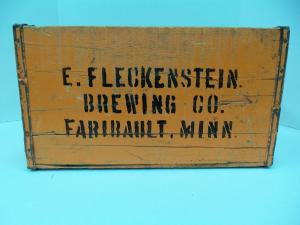 E. FLECKENSTEIN.
BREWING CO.
FARIBAULT, MINN.